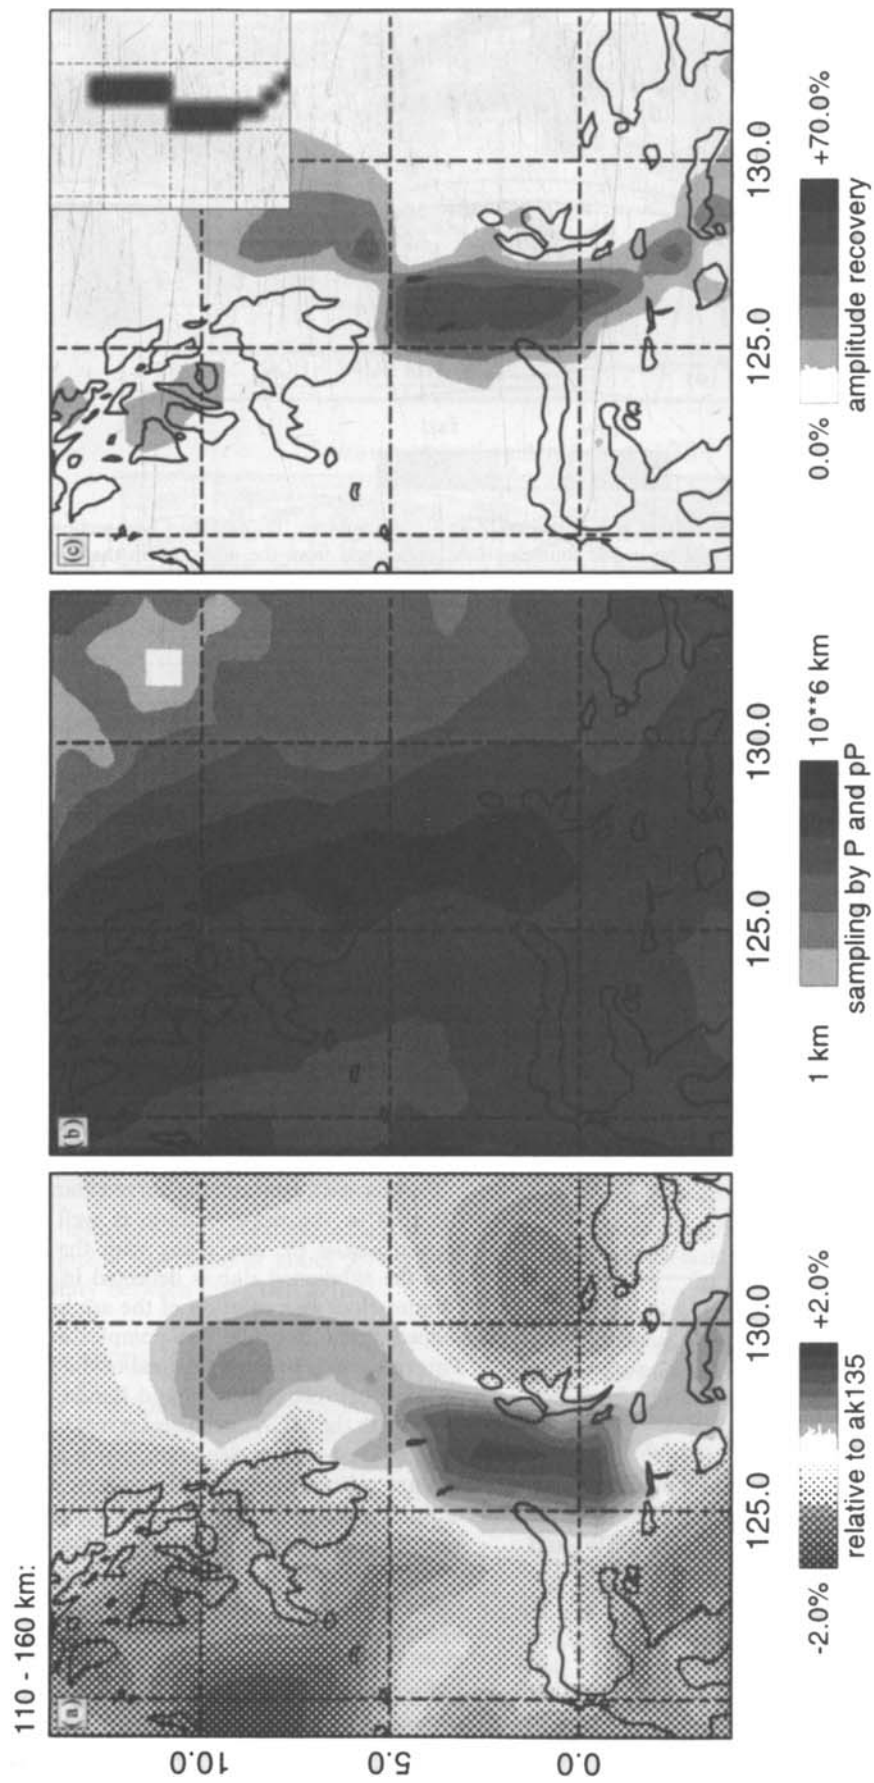 110 - 160 km:
(a)
(b)
(c)
10.0
5.0
0.0
125.0
130.0
125.0
130.0
125.0
130.0
-2.0%
+2.0%
relative to ak135
1 km
10**6 km
sampling by P and pP
0.0%
+70.0%
amplitude recovery